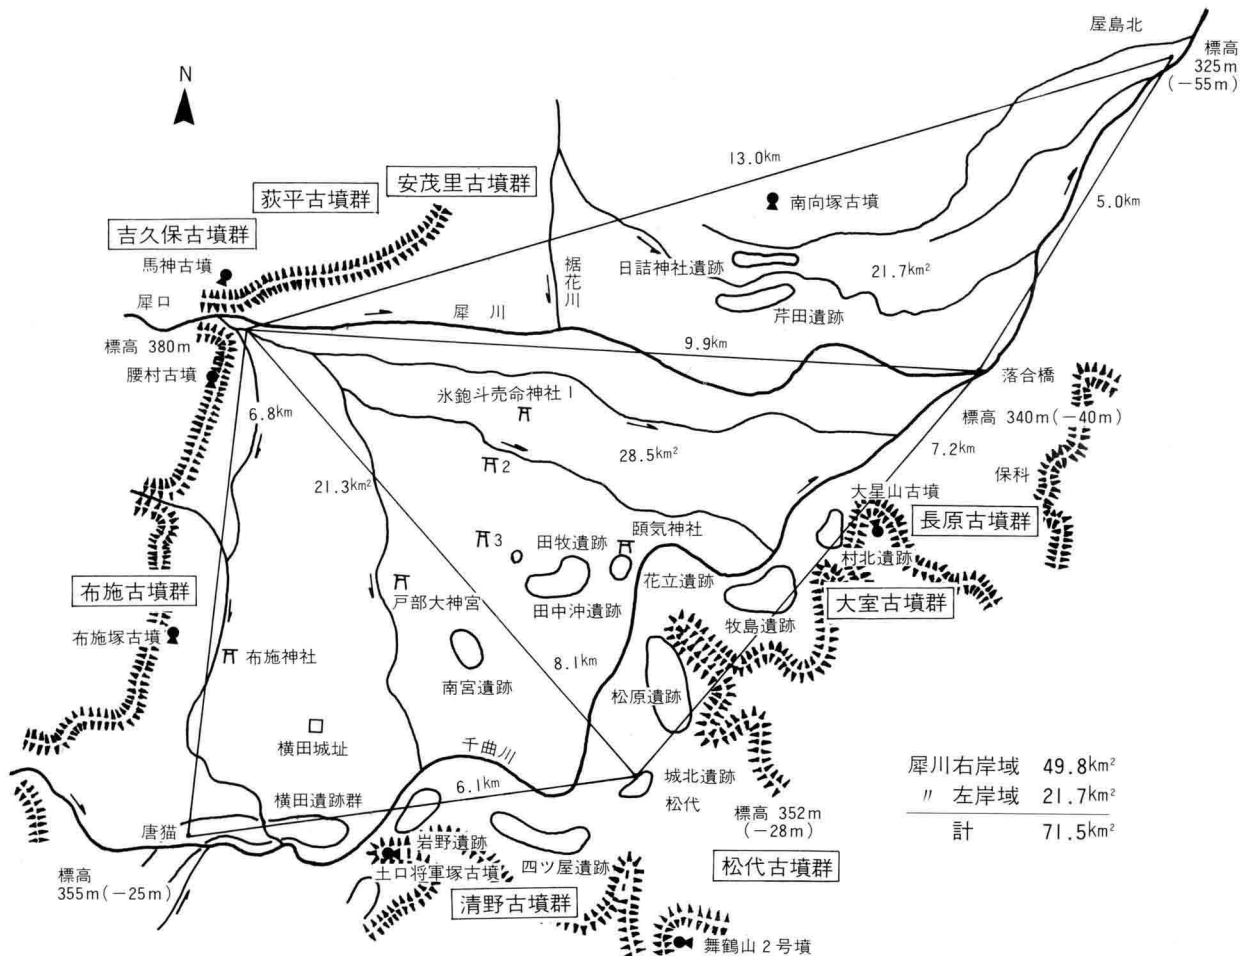 屋島北
標高
325m
(−55m)
N
13.0km
安茂里古墳群
荻平古墳群
吉久保古墳群
南向塚古墳
5.0km
馬神古墳
日詰神社遺跡
21.7km²
裾花川
犀口
犀川
芹田遺跡
標高 380m
9.9km
腰村古墳
落合橋
氷鉋斗売命神社 1
6.8km
標高 340m(−40m)
7.2km
28.5km²
2
保科
21.3km²
大星山古墳
長原古墳群
頤気神社
3
田牧遺跡
村北遺跡
花立遺跡
布施古墳群
戸部大神宮
田中沖遺跡
大室古墳群
牧島遺跡
布施塚古墳
布施神社
8.1km
南宮遺跡
松原遺跡
横田城址
千曲川
犀川右岸域 49.8km²
〃 左岸域 21.7km²
計 71.5km²
城北遺跡
松代
6.1km
横田遺跡群
標高 352m
(−28m)
唐猫
岩野遺跡
土口将軍塚古墳
四ツ屋遺跡
松代古墳群
標高
355m(−25m)
清野古墳群
舞鶴山2号墳